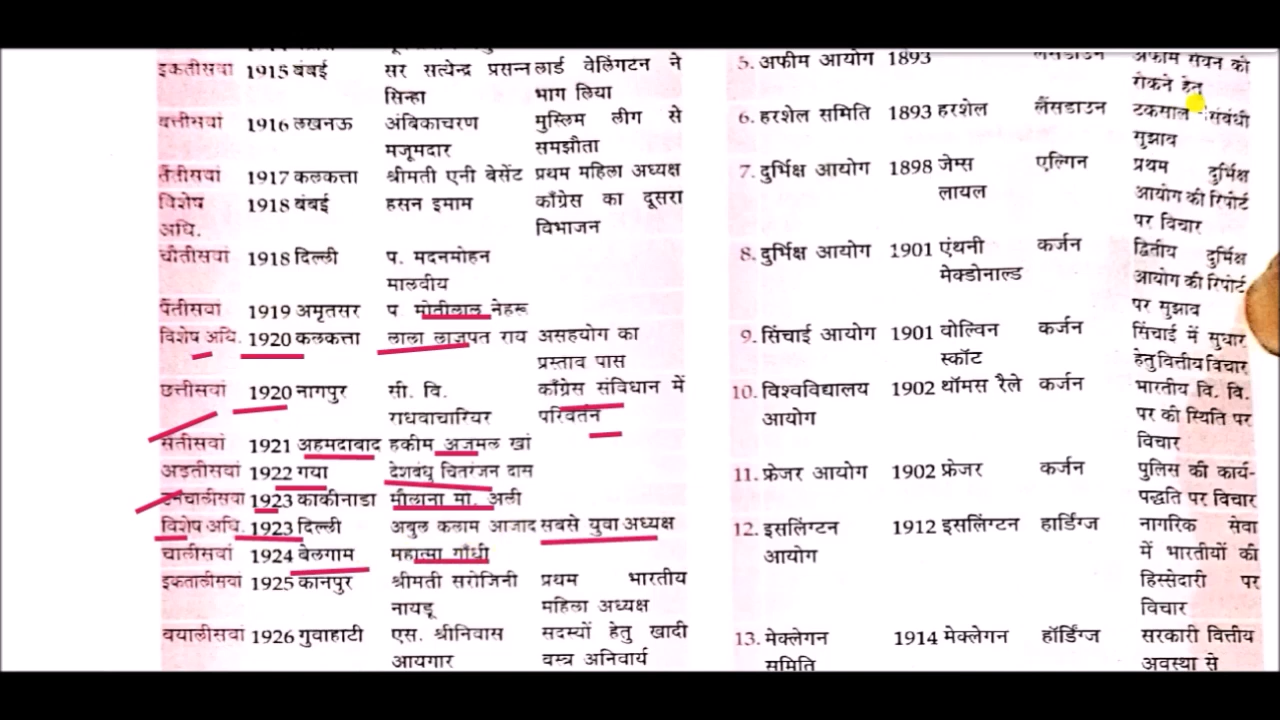 इकतीसवां 1915 बंबई सर सत्येन्द्र प्रसन्न लार्ड वेलिंगटन ने
सिन्हा भाग लिया
बत्तीसवां 1916 लखनऊ अंबिकाचरण मुस्लिम लीग से
मजूमदार समझौता
तैंतीसवां 1917 कलकत्ता श्रीमती एनी बेसेंट प्रथम महिला अध्यक्ष
विशेष 1918 बंबई हसन इमाम काँग्रेस का दूसरा
अधि. विभाजन
चौंतीसवां 1918 दिल्ली प. मदनमोहन
मालवीय
पैंतीसवां 1919 अमृतसर प मोतीलाल नेहरू
विशेष अधि. 1920 कलकत्ता लाला लाजपत राय असहयोग का
प्रस्ताव पास
छत्तीसवां 1920 नागपुर सी. वि. काँग्रेस संविधान में
राधवाचारियर परिवर्तन
सैंतीसवां 1921 अहमदाबाद हकीम अजमल खां
अड़तीसवां 1922 गया देशबंधु चितरंजन दास
1923 काकीनाडा मौलाना मो. अली
विशेष अधि. 1923 दिल्ली अबुल कलाम आजाद सबसे युवा अध्यक्ष
चालीसवां 1924 बेलगाम महात्मा गाँधी
इकतालीसवां 1925 कानपुर श्रीमती सरोजिनी प्रथम भारतीय
नायडू महिला अध्यक्ष
बयालीसवां 1926 गुवाहाटी एस. श्रीनिवास सदस्यों हेतु खादी
आयगार वस्त्र अनिवार्य
5. अफीम आयोग 1893 लैंसडाउन अफीम सेवन को
रोकने हेतु
6. हरशेल समिति 1893 हरशेल लैंसडाउन टकसाल संबंधी
सुझाव
7. दुर्भिक्ष आयोग 1898 जेम्स एल्गिन प्रथम दुर्भिक्ष
लायल आयोग की रिपोर्ट
पर विचार
8. दुर्भिक्ष आयोग 1901 एंथनी कर्जन द्वितीय दुर्भिक्ष
मेक्डोनाल्ड आयोग की रिपोर्ट
पर सुझाव
9. सिंचाई आयोग 1901 वोल्विन कर्जन सिंचाई में सुधार
स्कॉट हेतु वित्तीय विचार
10. विश्वविद्यालय 1902 थॉमस रैले कर्जन भारतीय वि. वि.
आयोग पर की स्थिति पर
विचार
11. फ्रेजर आयोग 1902 फ्रेजर कर्जन पुलिस की कार्य-
पद्धति पर विचार
12. इसलिंग्टन 1912 इसलिंग्टन हार्डिंग्ज नागरिक सेवा
आयोग में भारतीयों की
हिस्सेदारी पर
विचार
13. मेक्लेगन 1914 मेक्लेगन हॉर्डिंग्ज सरकारी वित्तीय
समिति अवस्था से